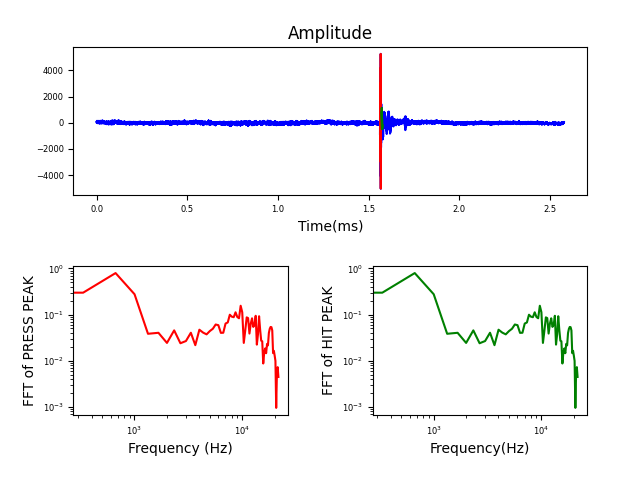 Amplitude
4000
2000
0
−2000
−4000
0.0 0.5 1.0 1.5 2.0 2.5
Time(ms)
FFT of PRESS PEAK
10⁰
10⁻¹
10⁻²
10⁻³
10³ 10⁴
Frequency (Hz)
FFT of HIT PEAK
10⁰
10⁻¹
10⁻²
10⁻³
10³ 10⁴
Frequency(Hz)